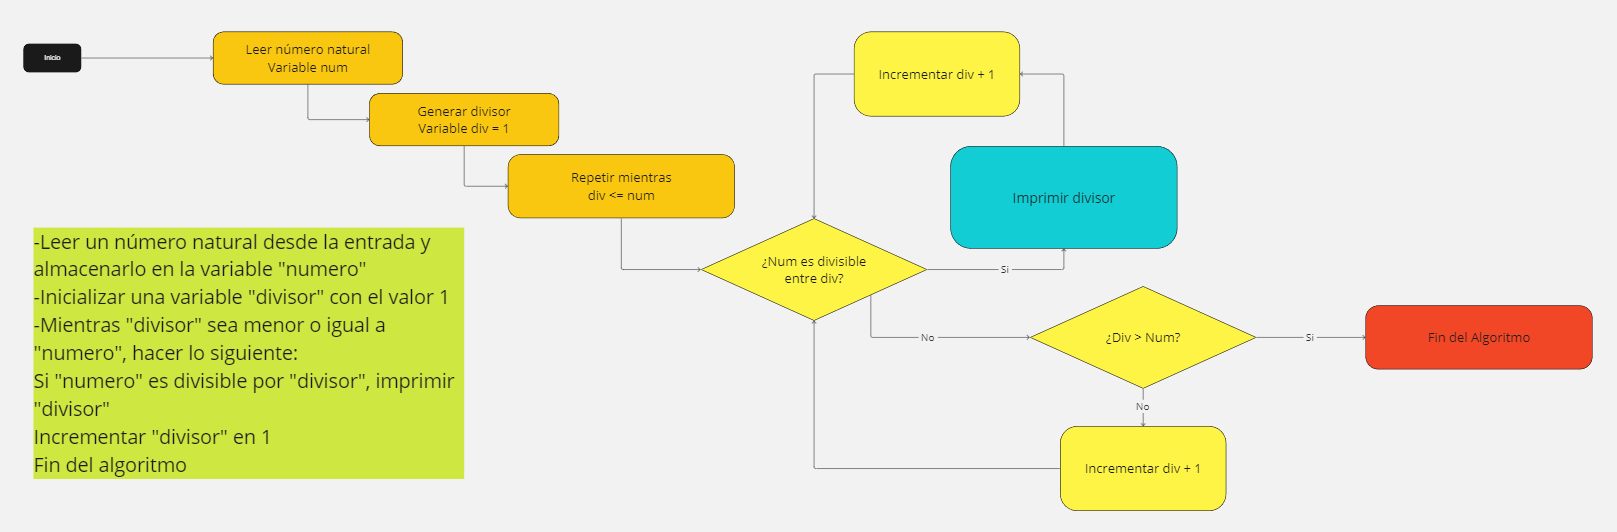 Inicio
Leer número natural
Variable num
Generar divisor
Variable div = 1
Repetir mientras
div <= num
¿Num es divisible
entre div?
Si
Imprimir divisor
Incrementar div + 1
No
¿Div > Num?
Si
Fin del Algoritmo
No
Incrementar div + 1
-Leer un número natural desde la entrada y
almacenarlo en la variable "numero"
-Inicializar una variable "divisor" con el valor 1
-Mientras "divisor" sea menor o igual a
"numero", hacer lo siguiente:
Si "numero" es divisible por "divisor", imprimir
"divisor"
Incrementar "divisor" en 1
Fin del algoritmo